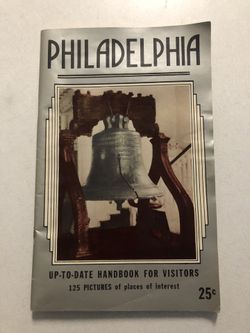 PHILADELPHIA
UP-TO-DATE HANDBOOK FOR VISITORS
125 PICTURES of places of interest
25¢